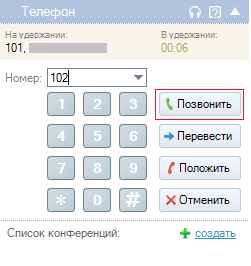 Телефон
На удержании: В удержании:
101, 00:06
Номер: 102
1 2 3 Позвонить
4 5 6 Перевести
7 8 9 Положить
* 0 # Отменить
Список конференций: создать